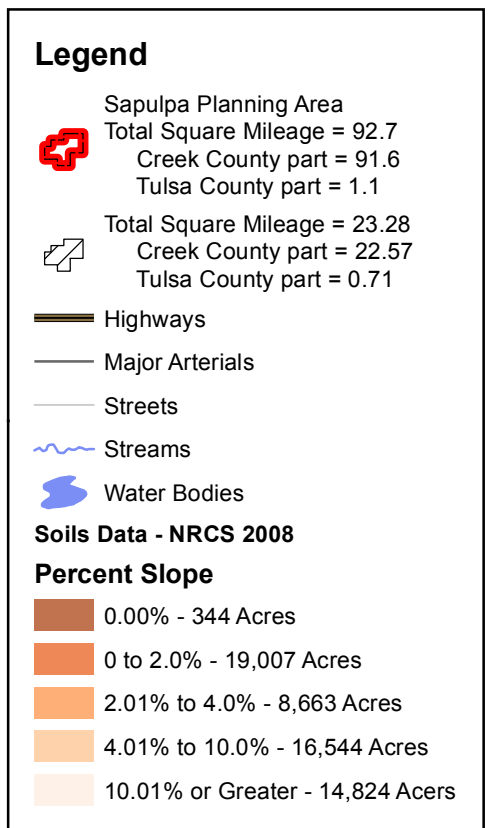 Legend
Sapulpa Planning Area
Total Square Mileage = 92.7
Creek County part = 91.6
Tulsa County part = 1.1
Total Square Mileage = 23.28
Creek County part = 22.57
Tulsa County part = 0.71
Highways
Major Arterials
Streets
Streams
Water Bodies
Soils Data - NRCS 2008
Percent Slope
0.00% - 344 Acres
0 to 2.0% - 19,007 Acres
2.01% to 4.0% - 8,663 Acres
4.01% to 10.0% - 16,544 Acres
10.01% or Greater - 14,824 Acers